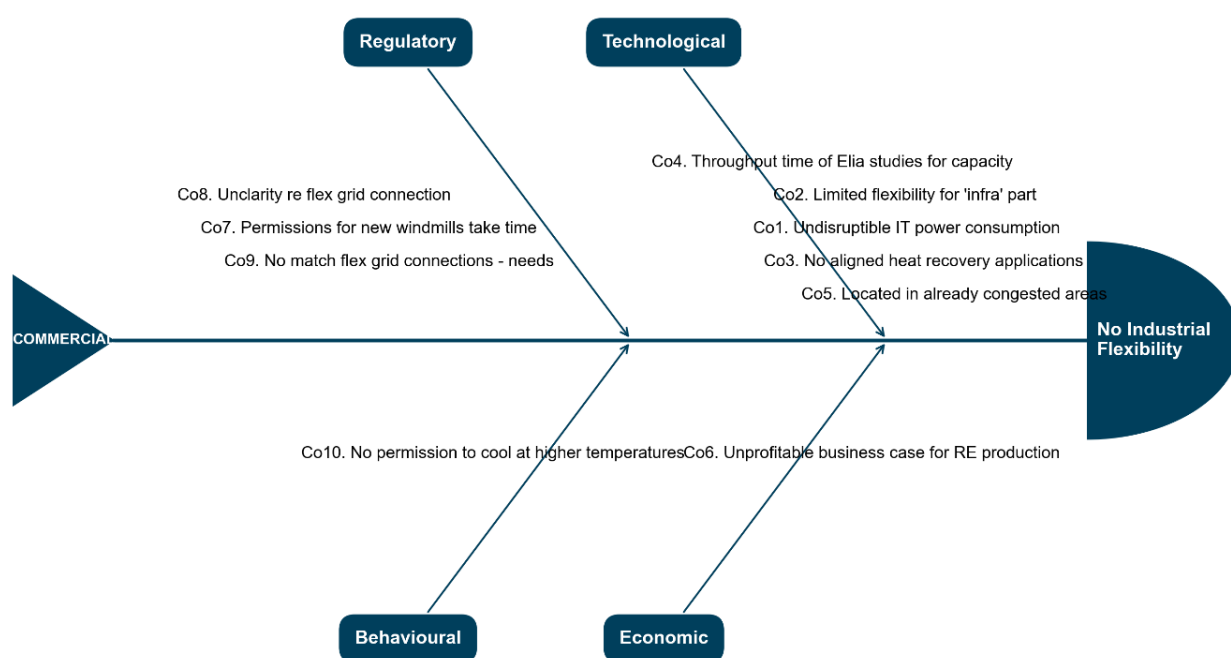 Regulatory
Technological
Co4. Throughput time of Elia studies for capacity
Co8. Unclarity re flex grid connection
Co2. Limited flexibility for 'infra' part
Co7. Permissions for new windmills take time
Co1. Undisruptible IT power consumption
Co9. No match flex grid connections - needs
Co3. No aligned heat recovery applications
Co5. Located in already congested areas
COMMERCIAL
No Industrial
Flexibility
Co10. No permission to cool at higher temperatures
Co6. Unprofitable business case for RE production
Behavioural
Economic